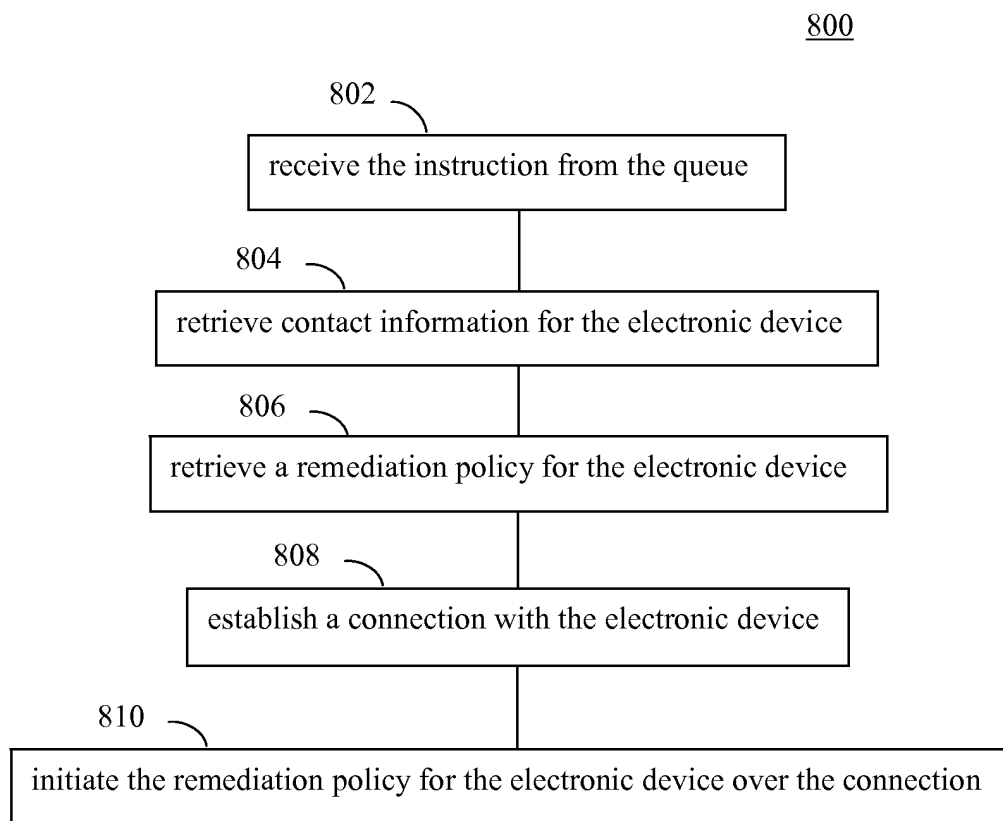 800
802
receive the instruction from the queue
804
retrieve contact information for the electronic device
806
retrieve a remediation policy for the electronic device
808
establish a connection with the electronic device
810
initiate the remediation policy for the electronic device over the connection